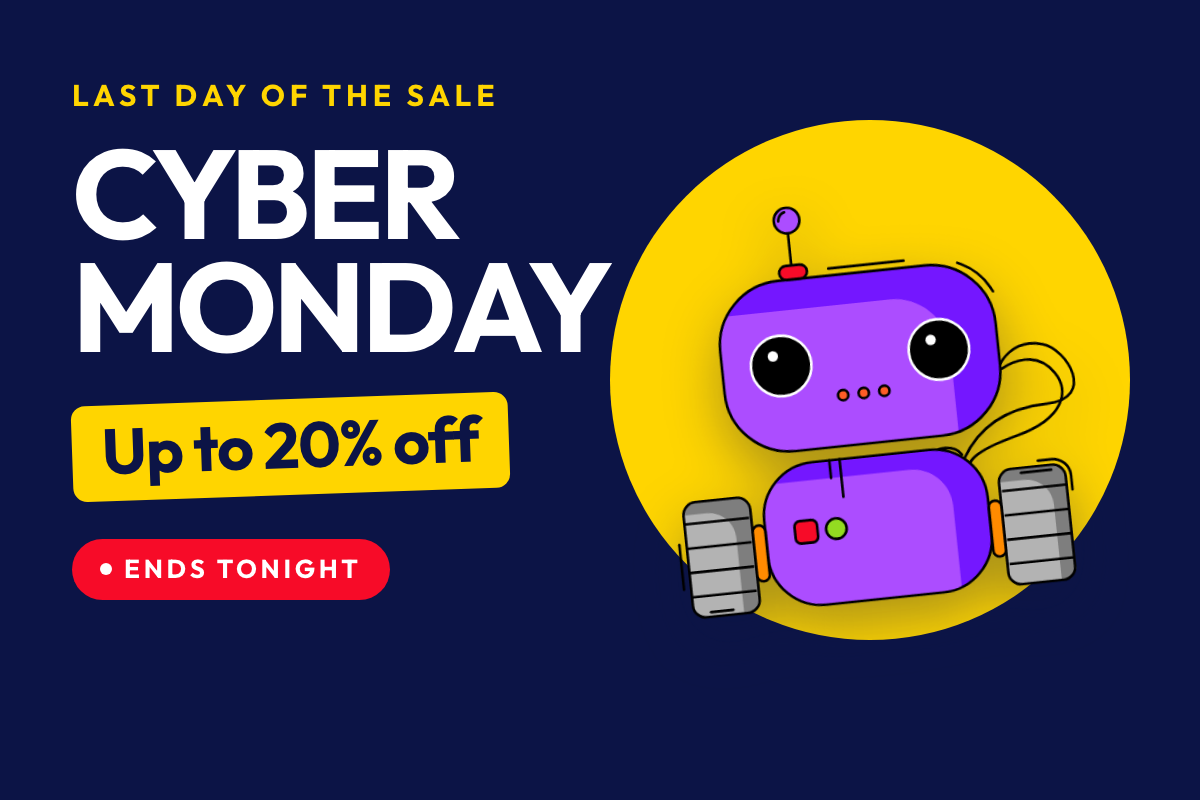 LAST DAY OF THE SALE
CYBER
MONDAY
Up to 20% off
ENDS TONIGHT